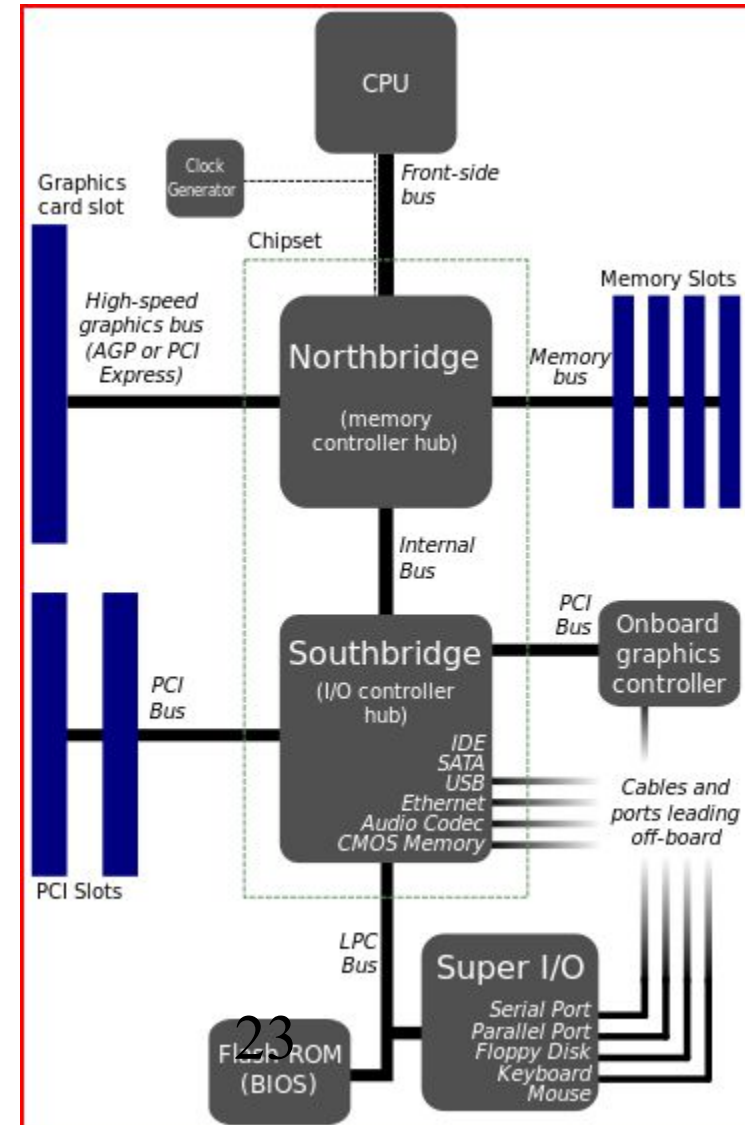 CPU
Clock
Generator
Front-side
bus
Graphics
card slot
Chipset
High-speed
graphics bus
(AGP or PCI
Express)
Northbridge
(memory
controller hub)
Memory
bus
Memory Slots
Internal
Bus
PCI
Bus
Onboard
graphics
controller
Southbridge
(I/O controller
hub)
PCI
Bus
IDE
SATA
USB
Ethernet
Audio Codec
CMOS Memory
Cables and
ports leading
off-board
PCI Slots
LPC
Bus
Super I/O
Serial Port
Parallel Port
Floppy Disk
Keyboard
Mouse
23
Flash ROM
(BIOS)